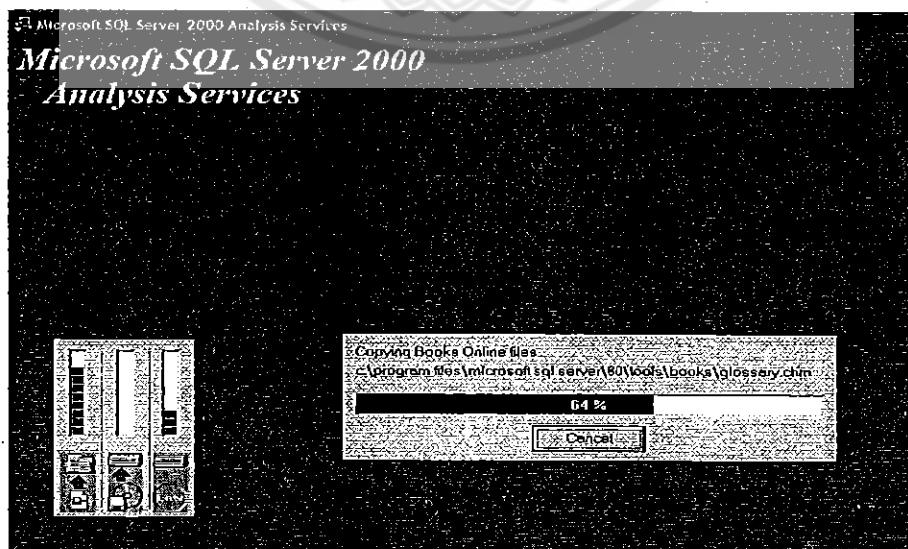 Microsoft SQL Server 2000 Analysis Services
Microsoft SQL Server 2000
Analysis Services
Copying Books Online files
c:\program files\microsoft sql server\80\tools\books\glossary.chm
64 %
Cancel